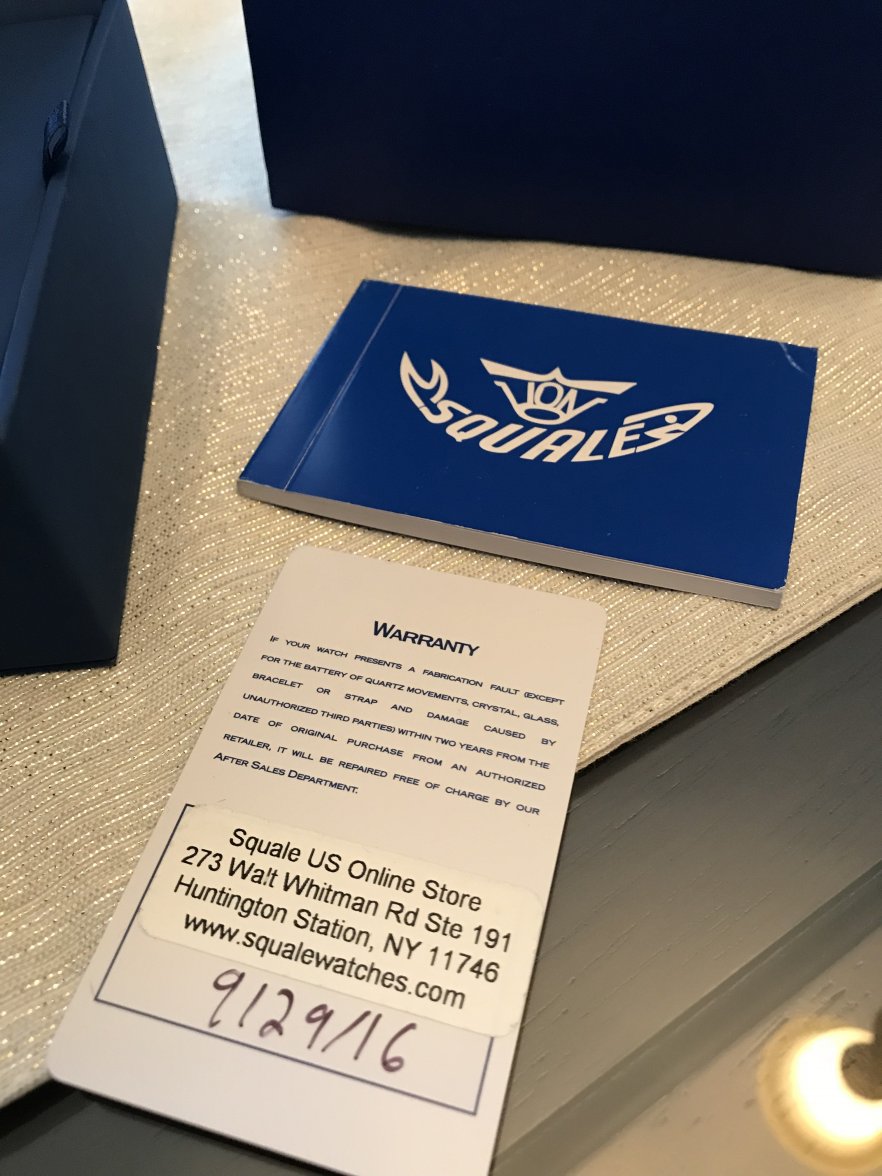 VON
SQUALE
WARRANTY
IF YOUR WATCH PRESENTS A FABRICATION FAULT (EXCEPT
FOR THE BATTERY OF QUARTZ MOVEMENTS, CRYSTAL, GLASS,
BRACELET OR STRAP AND DAMAGE CAUSED BY
UNAUTHORIZED THIRD PARTIES) WITHIN TWO YEARS FROM THE
DATE OF ORIGINAL PURCHASE FROM AN AUTHORIZED
RETAILER, IT WILL BE REPAIRED FREE OF CHARGE BY OUR
AFTER SALES DEPARTMENT.
Squale US Online Store
273 Walt Whitman Rd Ste 191
Huntington Station, NY 11746
www.squalewatches.com
9/29/16